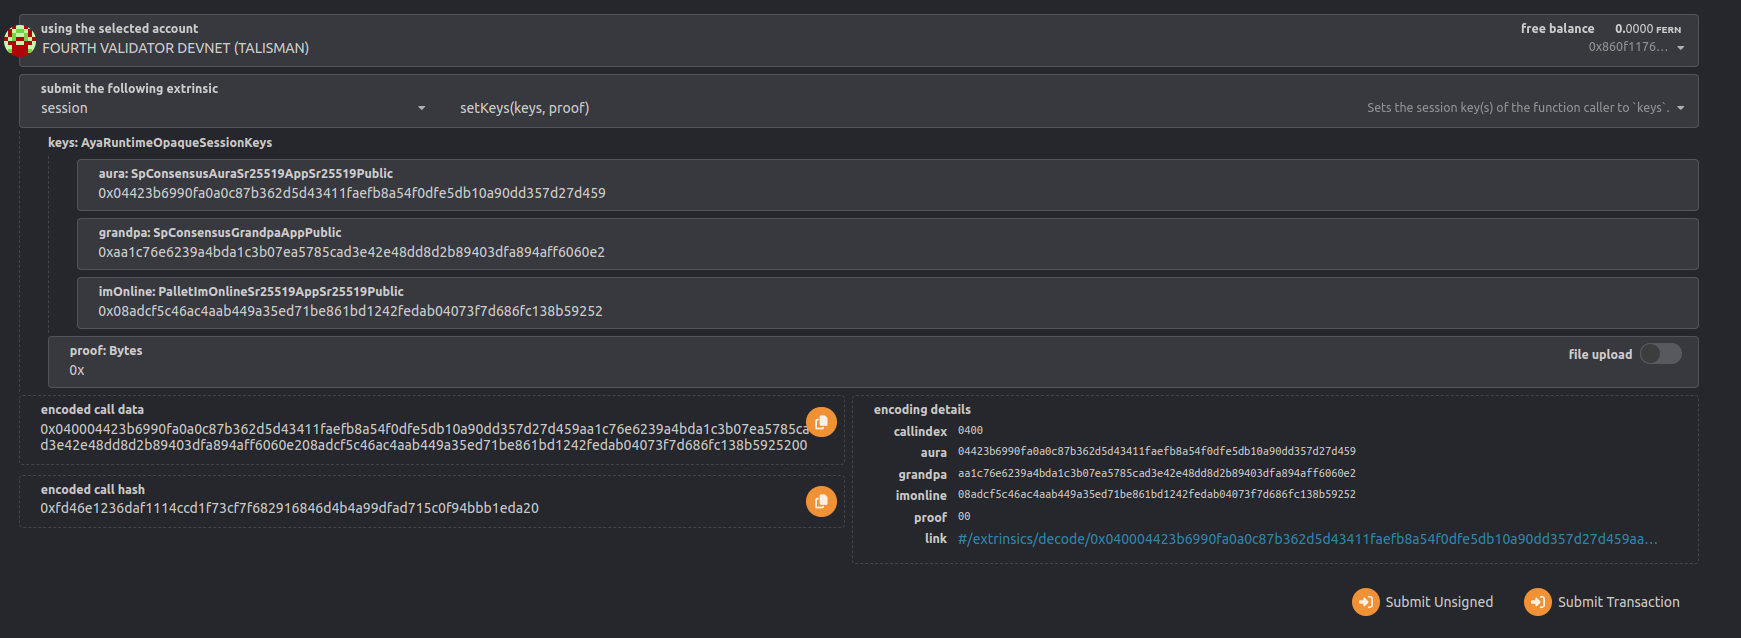 using the selected account
free balance 0.0000 FERN
FOURTH VALIDATOR DEVNET (TALISMAN)
0x860f1176…
submit the following extrinsic
session
setKeys(keys, proof)
Sets the session key(s) of the function caller to `keys`.
keys: AyaRuntimeOpaqueSessionKeys
aura: SpConsensusAuraSr25519AppSr25519Public
0x04423b6990fa0a0c87b362d5d43411faefb8a54f0dfe5db10a90dd357d27d459
grandpa: SpConsensusGrandpaAppPublic
0xaa1c76e6239a4bda1c3b07ea5785cad3e42e48dd8d2b89403dfa894aff6060e2
imOnline: PalletImOnlineSr25519AppSr25519Public
0x08adcf5c46ac4aab449a35ed71be861bd1242fedab04073f7d686fc138b59252
proof: Bytes
0x
file upload
encoded call data
0x040004423b6990fa0a0c87b362d5d43411faefb8a54f0dfe5db10a90dd357d27d459aa1c76e6239a4bda1c3b07ea5785ca
d3e42e48dd8d2b89403dfa894aff6060e208adcf5c46ac4aab449a35ed71be861bd1242fedab04073f7d686fc138b5925200
encoded call hash
0xfd46e1236daf1114ccd1f73cf7f682916846d4b4a99dfad715c0f94bbb1eda20
encoding details
callindex 0400
aura 04423b6990fa0a0c87b362d5d43411faefb8a54f0dfe5db10a90dd357d27d459
grandpa aa1c76e6239a4bda1c3b07ea5785cad3e42e48dd8d2b89403dfa894aff6060e2
imonline 08adcf5c46ac4aab449a35ed71be861bd1242fedab04073f7d686fc138b59252
proof 00
link #/extrinsics/decode/0x040004423b6990fa0a0c87b362d5d43411faefb8a54f0dfe5db10a90dd357d27d459aa…
Submit Unsigned
Submit Transaction